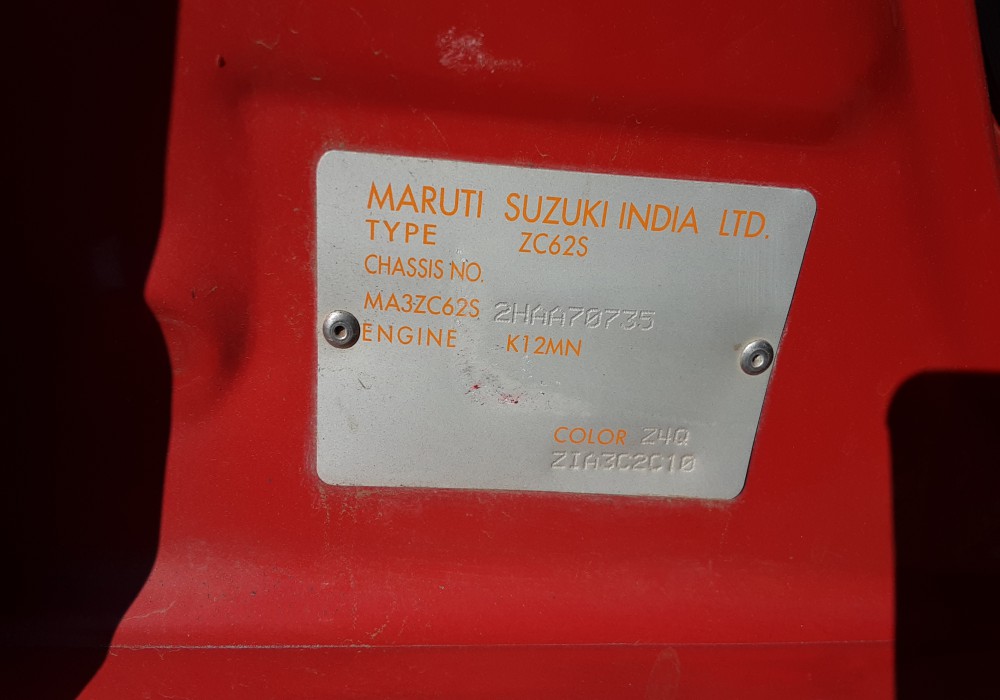 MARUTI SUZUKI INDIA LTD.
TYPE ZC62S
CHASSIS NO.
MA3ZC62S 2HAA70735
ENGINE K12MN
COLOR Z4Q
ZIA3C2C10